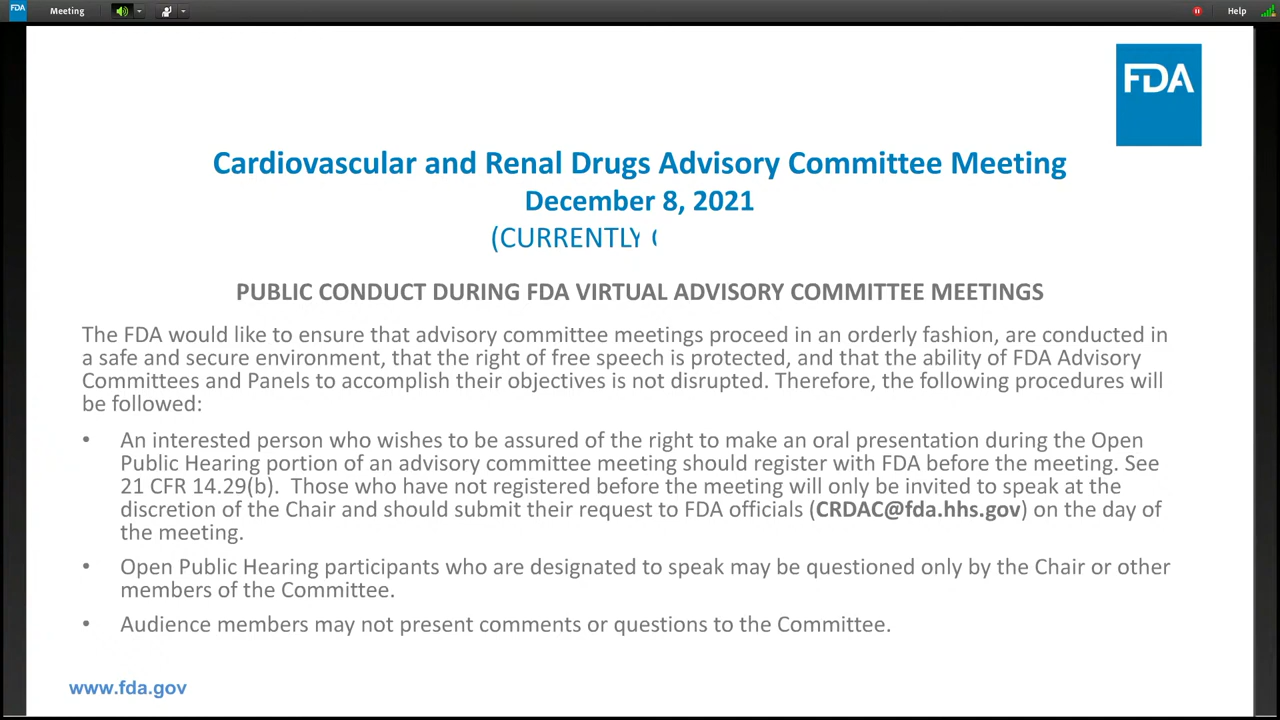 Meeting
Help
FDA
Cardiovascular and Renal Drugs Advisory Committee Meeting
December 8, 2021
(CURRENTLY
PUBLIC CONDUCT DURING FDA VIRTUAL ADVISORY COMMITTEE MEETINGS
The FDA would like to ensure that advisory committee meetings proceed in an orderly fashion, are conducted in
a safe and secure environment, that the right of free speech is protected, and that the ability of FDA Advisory
Committees and Panels to accomplish their objectives is not disrupted. Therefore, the following procedures will
be followed:
• An interested person who wishes to be assured of the right to make an oral presentation during the Open
Public Hearing portion of an advisory committee meeting should register with FDA before the meeting. See
21 CFR 14.29(b). Those who have not registered before the meeting will only be invited to speak at the
discretion of the Chair and should submit their request to FDA officials (CRDAC@fda.hhs.gov) on the day of
the meeting.
• Open Public Hearing participants who are designated to speak may be questioned only by the Chair or other
members of the Committee.
• Audience members may not present comments or questions to the Committee.
www.fda.gov